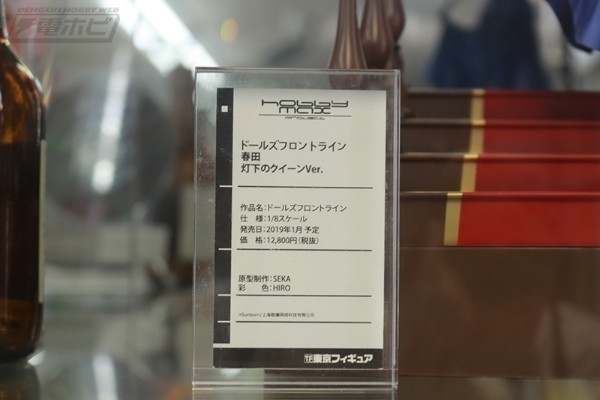 DENGEKI HOBBY WEB
電ホビ
HOBBY
MAX
ドールズフロントライン
春田
灯下のクイーンVer.
作品名:ドールズフロントライン
仕　様:1/8スケール
発売日:2019年1月 予定
価　格:12,800円(税抜)
原型制作:SEKA
彩　色:HIRO
東京フィギュア